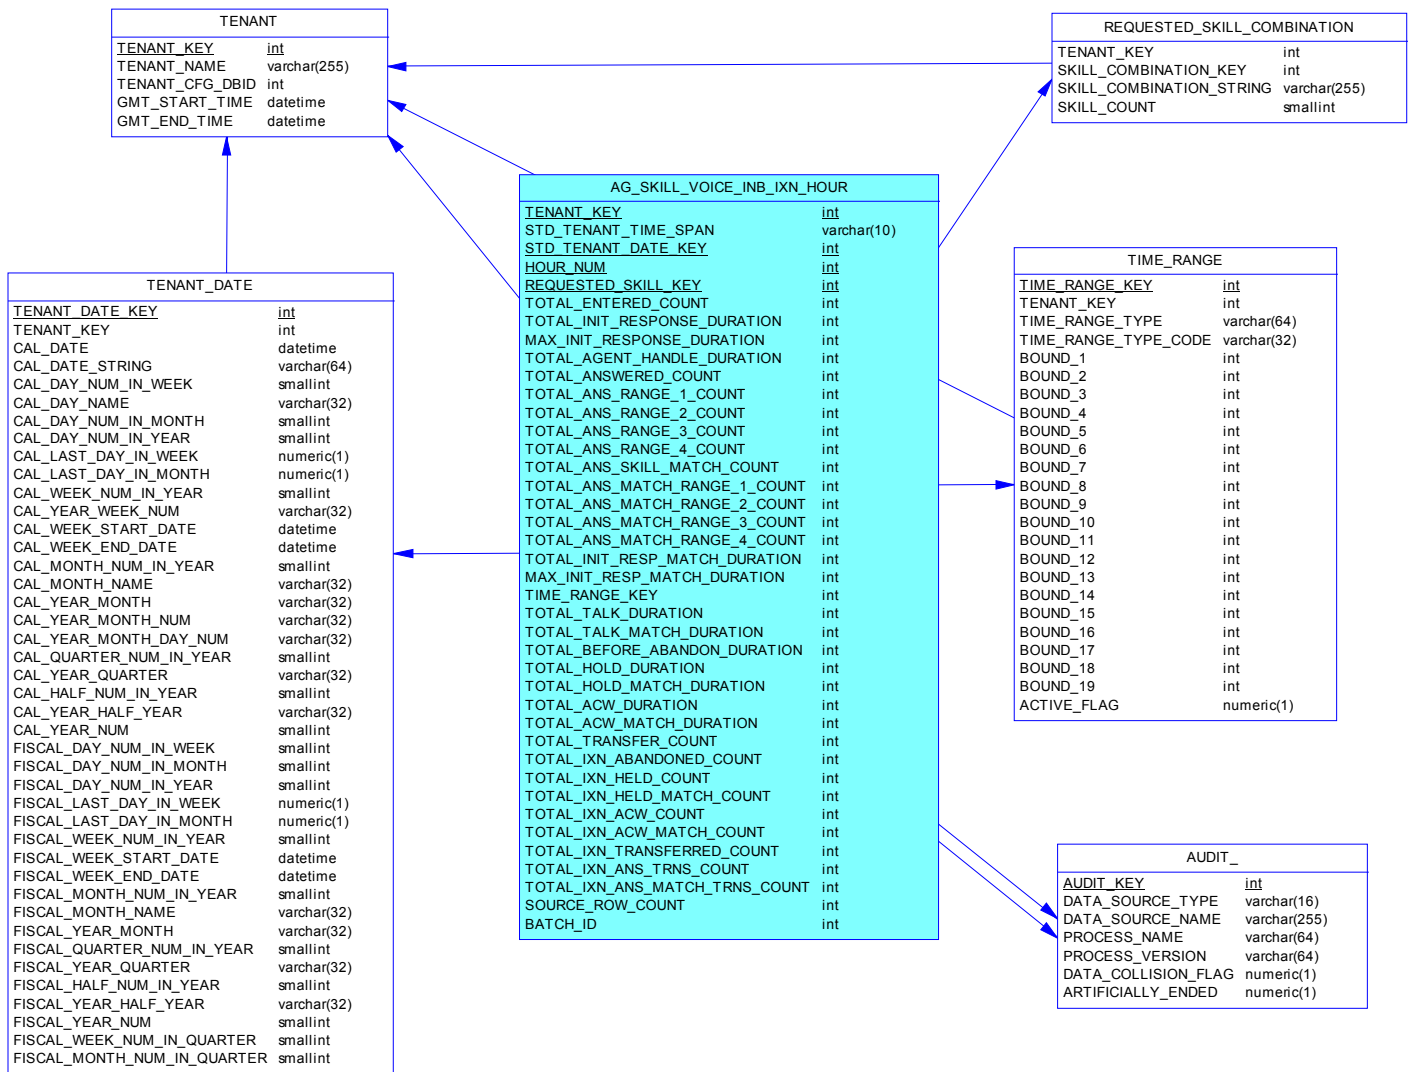 TENANT
TENANT_KEY int
TENANT_NAME varchar(255)
TENANT_CFG_DBID int
GMT_START_TIME datetime
GMT_END_TIME datetime
REQUESTED_SKILL_COMBINATION
TENANT_KEY int
SKILL_COMBINATION_KEY int
SKILL_COMBINATION_STRING varchar(255)
SKILL_COUNT smallint
AG_SKILL_VOICE_INB_IXN_HOUR
TENANT_KEY int
STD_TENANT_TIME_SPAN varchar(10)
STD_TENANT_DATE_KEY int
HOUR_NUM int
REQUESTED_SKILL_KEY int
TOTAL_ENTERED_COUNT int
TOTAL_INIT_RESPONSE_DURATION int
MAX_INIT_RESPONSE_DURATION int
TOTAL_AGENT_HANDLE_DURATION int
TOTAL_ANSWERED_COUNT int
TOTAL_ANS_RANGE_1_COUNT int
TOTAL_ANS_RANGE_2_COUNT int
TOTAL_ANS_RANGE_3_COUNT int
TOTAL_ANS_RANGE_4_COUNT int
TOTAL_ANS_SKILL_MATCH_COUNT int
TOTAL_ANS_MATCH_RANGE_1_COUNT int
TOTAL_ANS_MATCH_RANGE_2_COUNT int
TOTAL_ANS_MATCH_RANGE_3_COUNT int
TOTAL_ANS_MATCH_RANGE_4_COUNT int
TOTAL_INIT_RESP_MATCH_DURATION int
MAX_INIT_RESP_MATCH_DURATION int
TIME_RANGE_KEY int
TOTAL_TALK_DURATION int
TOTAL_TALK_MATCH_DURATION int
TOTAL_BEFORE_ABANDON_DURATION int
TOTAL_HOLD_DURATION int
TOTAL_HOLD_MATCH_DURATION int
TOTAL_ACW_DURATION int
TOTAL_ACW_MATCH_DURATION int
TOTAL_TRANSFER_COUNT int
TOTAL_IXN_ABANDONED_COUNT int
TOTAL_IXN_HELD_COUNT int
TOTAL_IXN_HELD_MATCH_COUNT int
TOTAL_IXN_ACW_COUNT int
TOTAL_IXN_ACW_MATCH_COUNT int
TOTAL_IXN_TRANSFERRED_COUNT int
TOTAL_IXN_ANS_TRNS_COUNT int
TOTAL_IXN_ANS_MATCH_TRNS_COUNT int
SOURCE_ROW_COUNT int
BATCH_ID int
TIME_RANGE
TIME_RANGE_KEY int
TENANT_KEY int
TIME_RANGE_TYPE varchar(64)
TIME_RANGE_TYPE_CODE varchar(32)
BOUND_1 int
BOUND_2 int
BOUND_3 int
BOUND_4 int
BOUND_5 int
BOUND_6 int
BOUND_7 int
BOUND_8 int
BOUND_9 int
BOUND_10 int
BOUND_11 int
BOUND_12 int
BOUND_13 int
BOUND_14 int
BOUND_15 int
BOUND_16 int
BOUND_17 int
BOUND_18 int
BOUND_19 int
ACTIVE_FLAG numeric(1)
TENANT_DATE
TENANT_DATE_KEY int
TENANT_KEY int
CAL_DATE datetime
CAL_DATE_STRING varchar(64)
CAL_DAY_NUM_IN_WEEK smallint
CAL_DAY_NAME varchar(32)
CAL_DAY_NUM_IN_MONTH smallint
CAL_DAY_NUM_IN_YEAR smallint
CAL_LAST_DAY_IN_WEEK numeric(1)
CAL_LAST_DAY_IN_MONTH numeric(1)
CAL_WEEK_NUM_IN_YEAR smallint
CAL_YEAR_WEEK_NUM varchar(32)
CAL_WEEK_START_DATE datetime
CAL_WEEK_END_DATE datetime
CAL_MONTH_NUM_IN_YEAR smallint
CAL_MONTH_NAME varchar(32)
CAL_YEAR_MONTH varchar(32)
CAL_YEAR_MONTH_NUM varchar(32)
CAL_YEAR_MONTH_DAY_NUM varchar(32)
CAL_QUARTER_NUM_IN_YEAR smallint
CAL_YEAR_QUARTER varchar(32)
CAL_HALF_NUM_IN_YEAR smallint
CAL_YEAR_HALF_YEAR varchar(32)
CAL_YEAR_NUM smallint
FISCAL_DAY_NUM_IN_WEEK smallint
FISCAL_DAY_NUM_IN_MONTH smallint
FISCAL_DAY_NUM_IN_YEAR smallint
FISCAL_LAST_DAY_IN_WEEK numeric(1)
FISCAL_LAST_DAY_IN_MONTH numeric(1)
FISCAL_WEEK_NUM_IN_YEAR smallint
FISCAL_WEEK_START_DATE datetime
FISCAL_WEEK_END_DATE datetime
FISCAL_MONTH_NUM_IN_YEAR smallint
FISCAL_MONTH_NAME varchar(32)
FISCAL_YEAR_MONTH varchar(32)
FISCAL_QUARTER_NUM_IN_YEAR smallint
FISCAL_YEAR_QUARTER varchar(32)
FISCAL_HALF_NUM_IN_YEAR smallint
FISCAL_YEAR_HALF_YEAR varchar(32)
FISCAL_YEAR_NUM smallint
FISCAL_WEEK_NUM_IN_QUARTER smallint
FISCAL_MONTH_NUM_IN_QUARTER smallint
AUDIT_
AUDIT_KEY int
DATA_SOURCE_TYPE varchar(16)
DATA_SOURCE_NAME varchar(255)
PROCESS_NAME varchar(64)
PROCESS_VERSION varchar(64)
DATA_COLLISION_FLAG numeric(1)
ARTIFICIALLY_ENDED numeric(1)